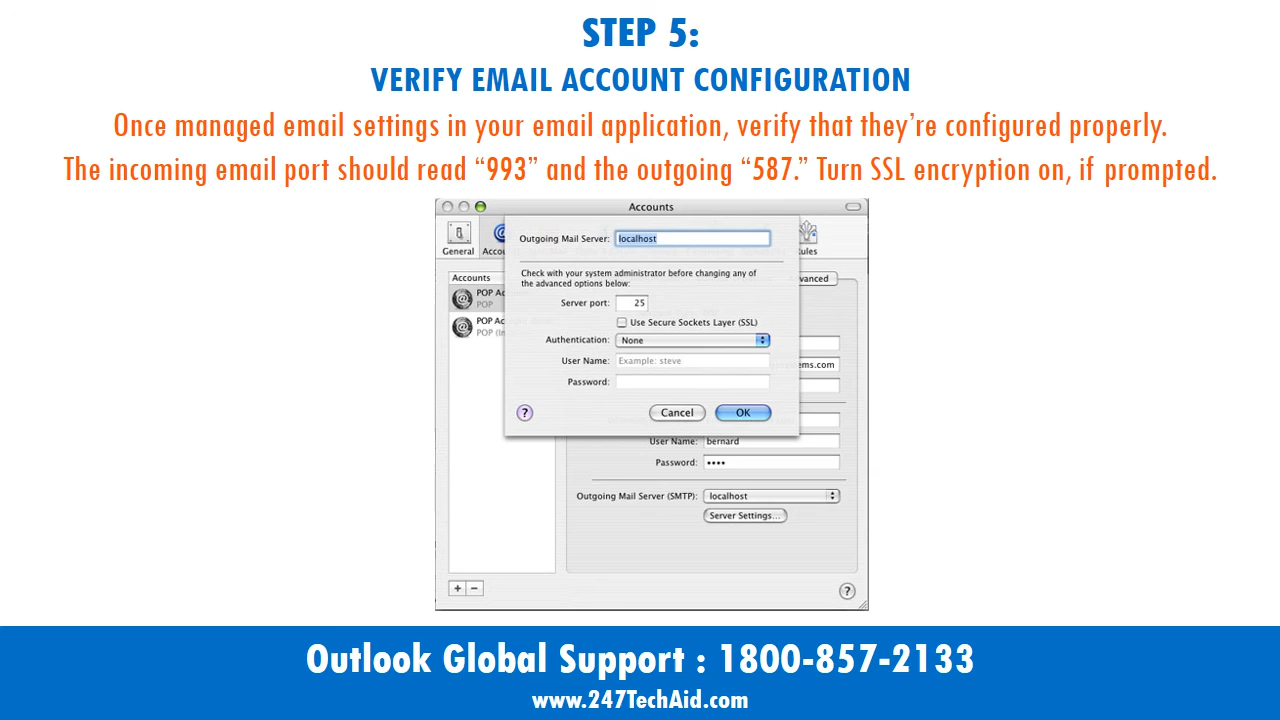 STEP 5:
VERIFY EMAIL ACCOUNT CONFIGURATION
Once managed email settings in your email application, verify that they’re configured properly.
The incoming email port should read “993” and the outgoing “587.” Turn SSL encryption on, if prompted.
Accounts
General
Outgoing Mail Server: localhost
Accounts
Check with your system administrator before changing any of
the advanced options below:
POP
Server port: 25
Use Secure Sockets Layer (SSL)
POP
Authentication: None
User Name: Example: steve
Password:
? Cancel OK
User Name: bernard
Password: ••••
Outgoing Mail Server (SMTP): localhost
Server Settings...
+ − ?
Outlook Global Support : 1800-857-2133
www.247TechAid.com